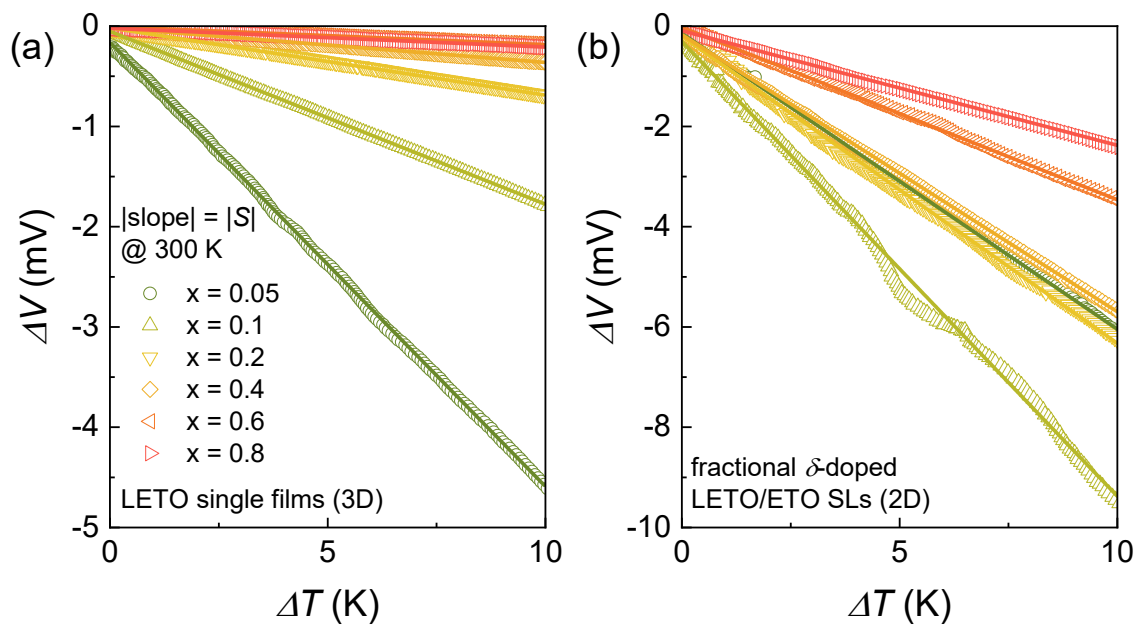 (a)
0
-1
-2
-3
-4
-5
ΔV (mV)
|slope| = |S|
@ 300 K
x = 0.05
x = 0.1
x = 0.2
x = 0.4
x = 0.6
x = 0.8
LETO single films (3D)
0
5
10
ΔT (K)
(b)
0
-2
-4
-6
-8
-10
ΔV (mV)
fractional δ-doped
LETO/ETO SLs (2D)
0
5
10
ΔT (K)